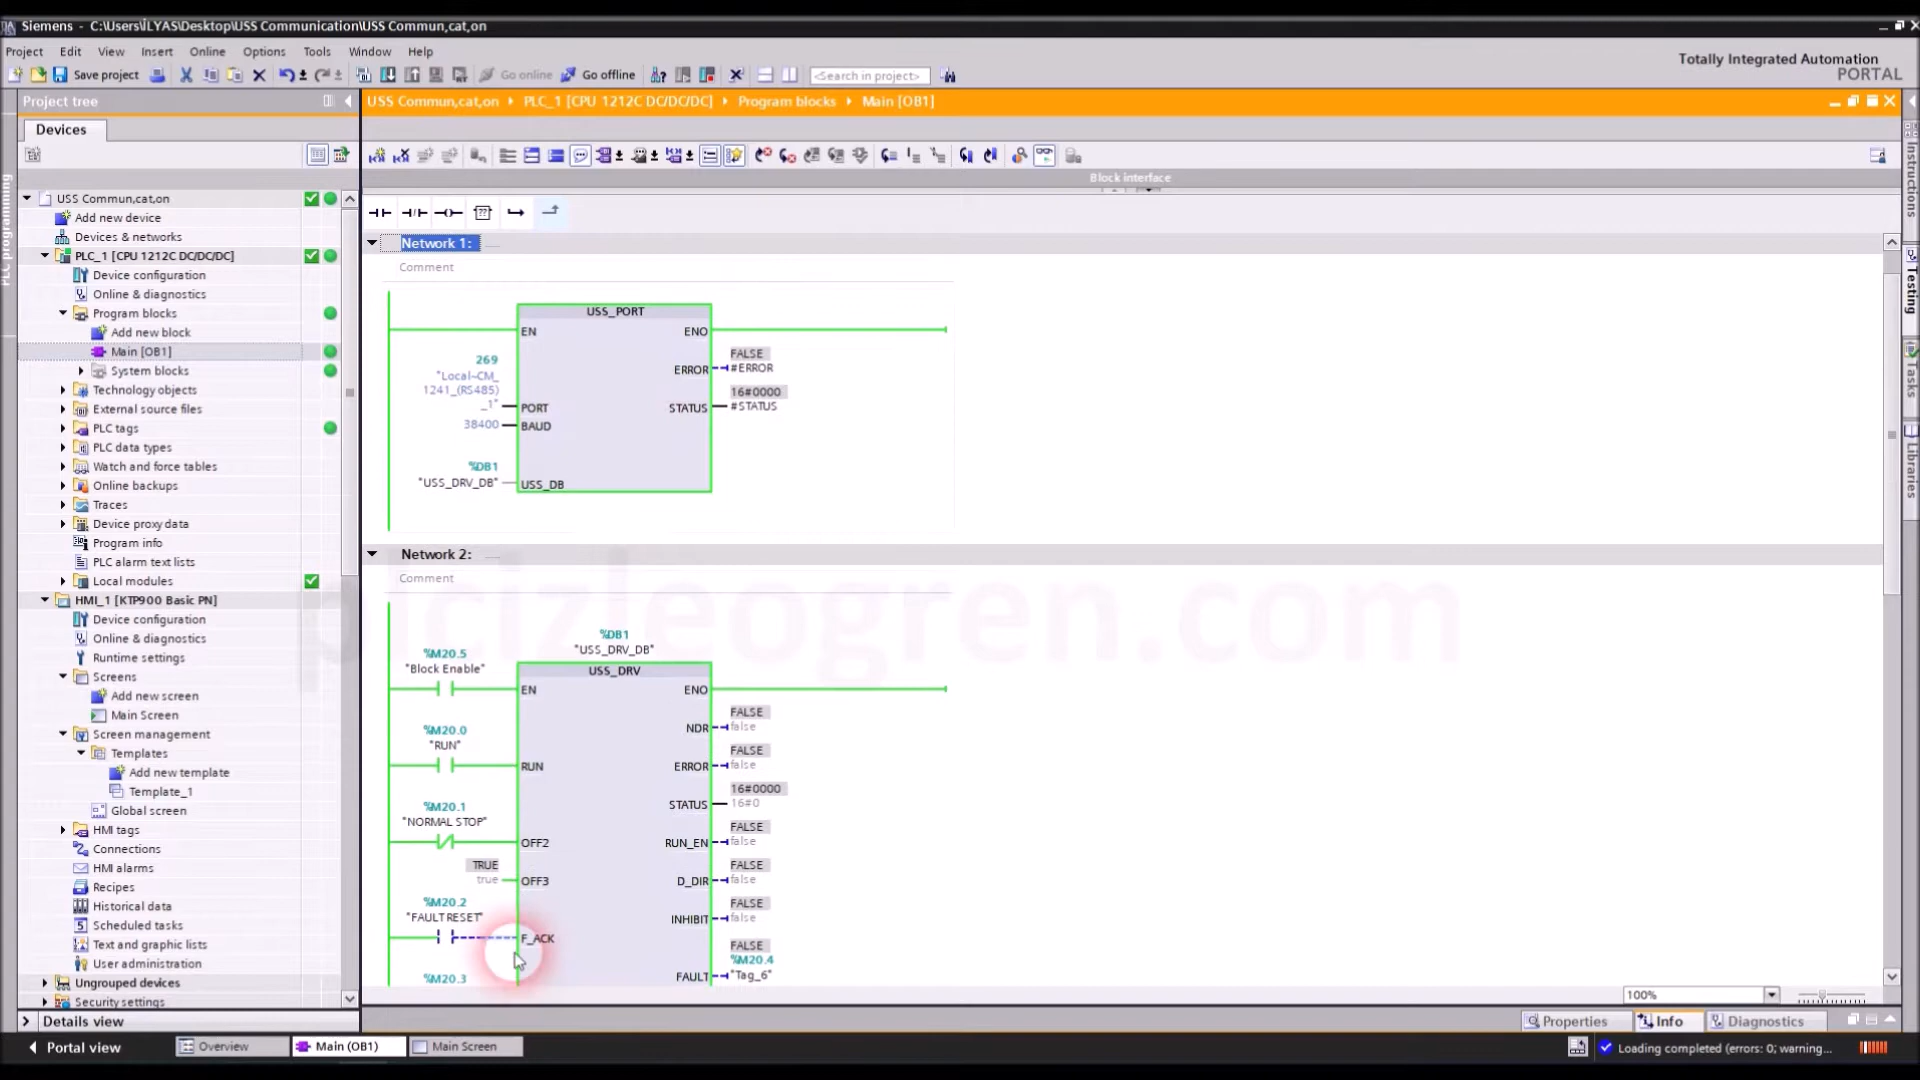 Siemens - C:\Users\İLYAS\Desktop\USS Communication\USS Commun,cat,on
Project Edit View Insert Online Options Tools Window Help
Totally Integrated Automation
PORTAL
Save project
Go online
Go offline
<Search in project>
Project tree
USS Commun,cat,on PLC_1 [CPU 1212C DC/DC/DC] Program blocks Main [OB1]
Devices
PLC programming
Block interface
USS Commun,cat,on
Add new device
Devices & networks
PLC_1 [CPU 1212C DC/DC/DC]
Device configuration
Online & diagnostics
Program blocks
Add new block
Main [OB1]
System blocks
Technology objects
External source files
PLC tags
PLC data types
Watch and force tables
Online backups
Traces
Device proxy data
Program info
PLC alarm text lists
Local modules
HMI_1 [KTP900 Basic PN]
Device configuration
Online & diagnostics
Runtime settings
Screens
Add new screen
Main Screen
Screen management
Templates
Add new template
Template_1
Global screen
HMI tags
Connections
HMI alarms
Recipes
Historical data
Scheduled tasks
Text and graphic lists
User administration
Ungrouped devices
Security settings
Details view
Network 1:
Comment
USS_PORT
EN ENO
269
"Local~CM_
1241_(RS485)
_1"
PORT
38400 BAUD
%DB1
"USS_DRV_DB" USS_DB
FALSE
ERROR #ERROR
16#0000
STATUS #STATUS
Network 2:
Comment
plcizleogren.com
%DB1
"USS_DRV_DB"
USS_DRV
%M20.5
"Block Enable"
EN ENO
%M20.0
"RUN"
RUN
%M20.1
"NORMAL STOP"
OFF2
TRUE
true OFF3
%M20.2
"FAULT RESET"
F_ACK
%M20.3
FALSE
NDR false
FALSE
ERROR false
16#0000
STATUS 16#0
FALSE
RUN_EN false
FALSE
D_DIR false
FALSE
INHIBIT false
FALSE
%M20.4
FAULT "Tag_6"
100%
Instructions
Testing
Tasks
Libraries
Properties Info Diagnostics
Portal view Overview Main (OB1) Main Screen
Loading completed (errors: 0; warning...